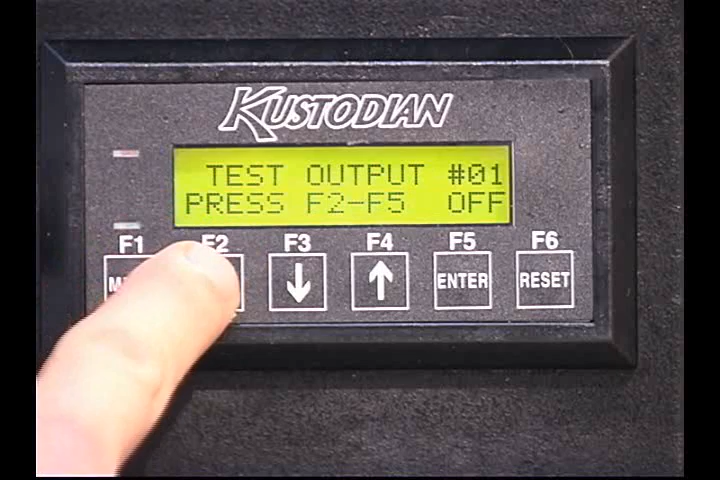 KUSTODIAN
TEST OUTPUT #01
PRESS F2-F5 OFF
F1 F2 F3 F4 F5 F6
ENTER RESET